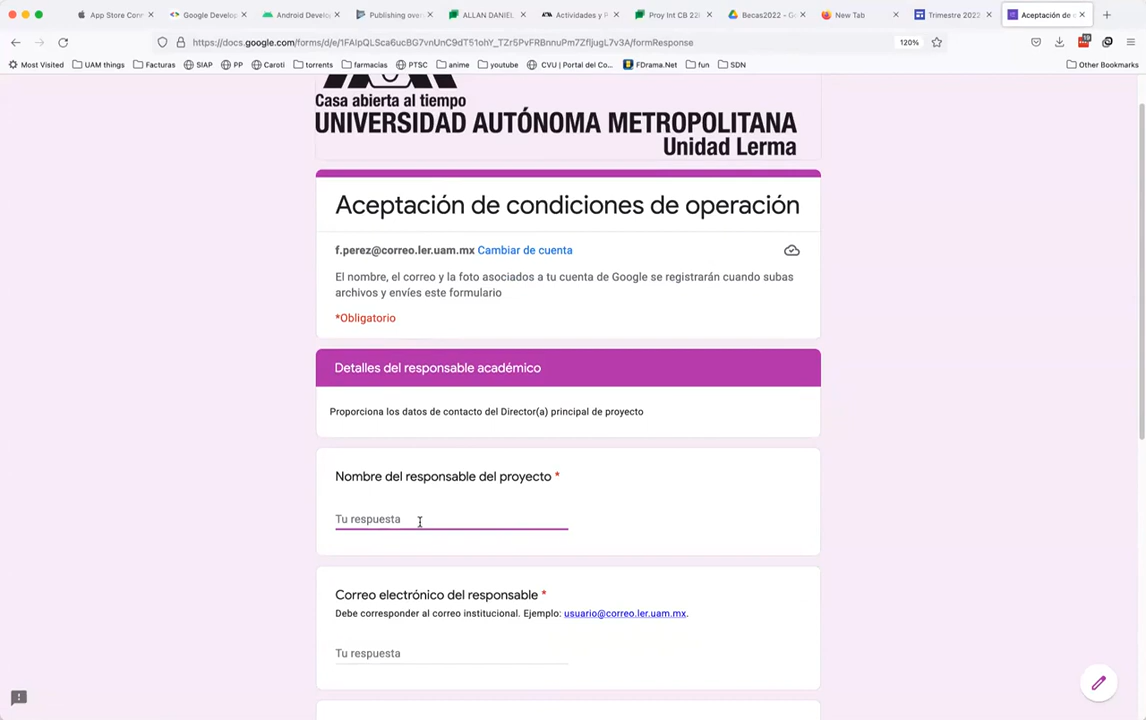 App Store Conn
Google Develop
Android Develo
Publishing over
ALLAN DANIEL
Actividades y R
Proy Int CB 22I
Becas2022 - Go
New Tab
Trimestre 2022
Aceptación de c
https://docs.google.com/forms/d/e/
/formResponse
120%
Most Visited
UAM things
Facturas
SIAP
PP
Caroti
torrents
farmacias
PTSC
anime
youtube
CVU | Portal del Co...
FDrama.Net
fun
SDN
Other Bookmarks
Casa abierta al tiempo
UNIVERSIDAD AUTÓNOMA METROPOLITANA
Unidad Lerma
Aceptación de condiciones de operación
f.perez@correo.ler.uam.mx Cambiar de cuenta
El nombre, el correo y la foto asociados a tu cuenta de Google se registrarán cuando subas
archivos y envíes este formulario
*Obligatorio
Detalles del responsable académico
Proporciona los datos de contacto del Director(a) principal de proyecto
Nombre del responsable del proyecto *
Tu respuesta
Correo electrónico del responsable *
Debe corresponder al correo institucional. Ejemplo: usuario@correo.ler.uam.mx.
Tu respuesta